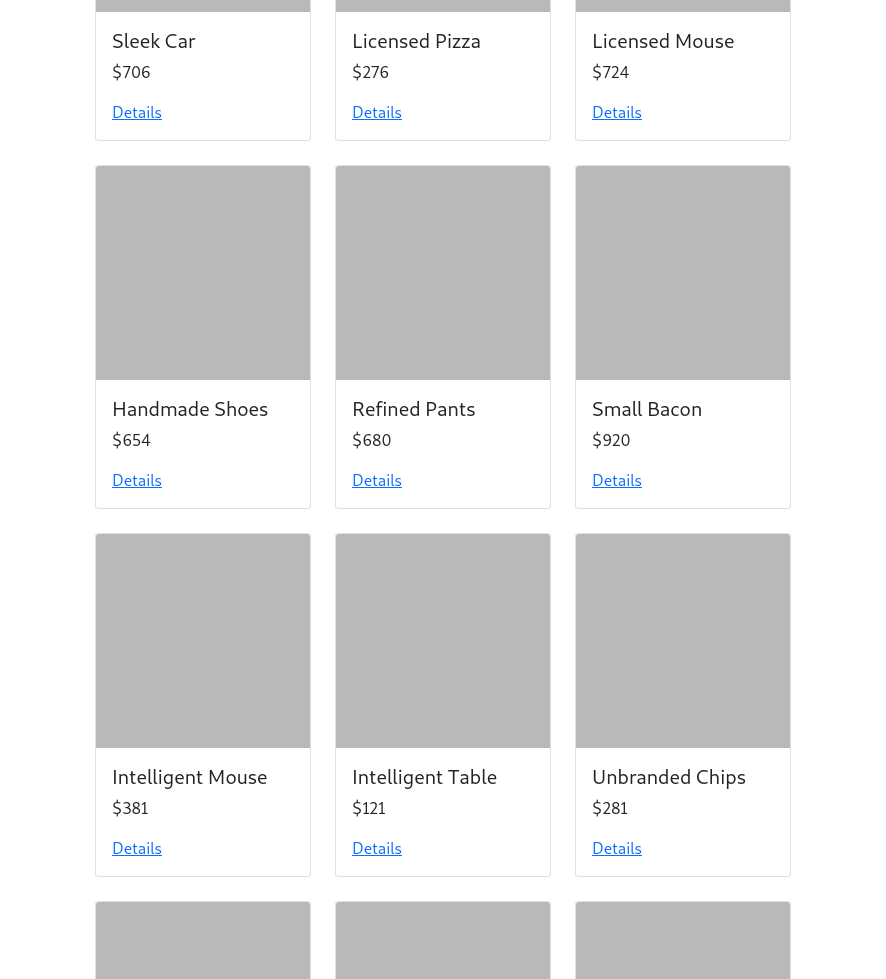 Sleek Car
$706
Details
Licensed Pizza
$276
Details
Licensed Mouse
$724
Details
Handmade Shoes
$654
Details
Refined Pants
$680
Details
Small Bacon
$920
Details
Intelligent Mouse
$381
Details
Intelligent Table
$121
Details
Unbranded Chips
$281
Details